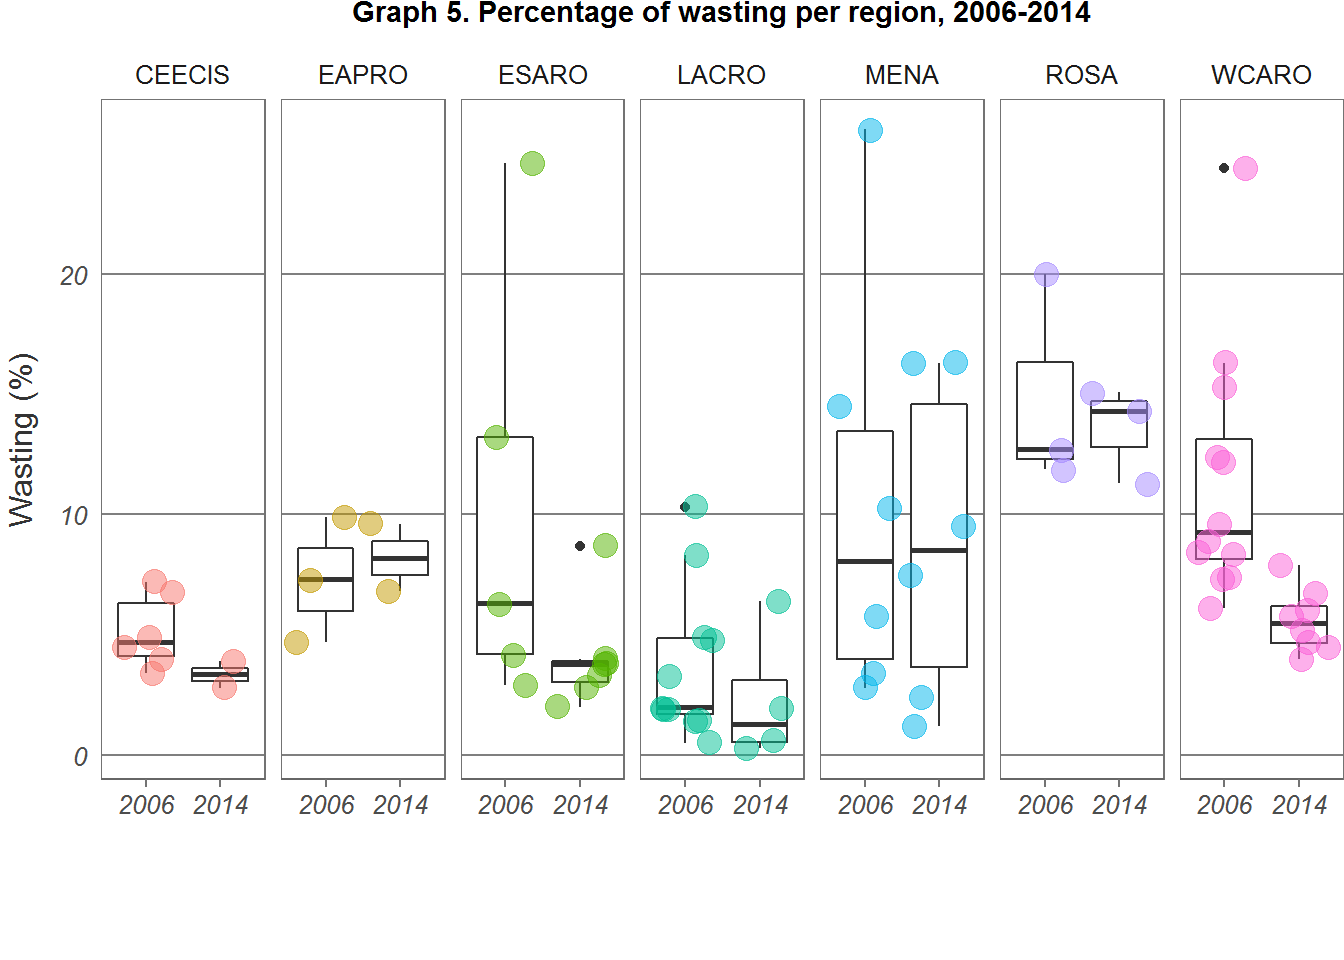 Graph 5. Percentage of wasting per region, 2006-2014
CEECIS EAPRO ESARO LACRO MENA ROSA WCARO
Wasting (%)
20
10
0
2006 2014 2006 2014 2006 2014 2006 2014 2006 2014 2006 2014 2006 2014